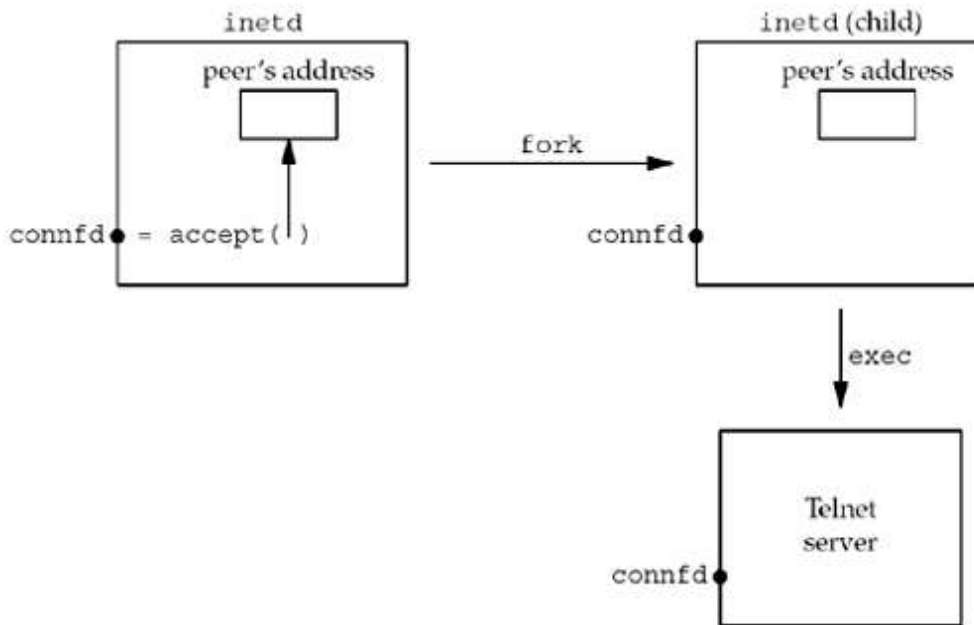 inetd
inetd (child)
peer's address
peer's address
fork
connfd = accept( )
connfd
exec
Telnet
server
connfd